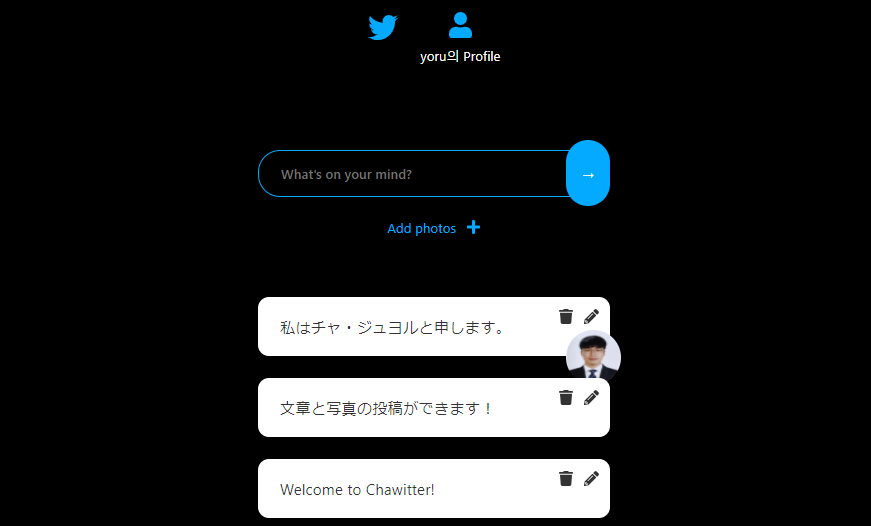 yoru의 Profile
What's on your mind?
→
Add photos +
私はチャ・ジュヨルと申します。
文章と写真の投稿ができます！
Welcome to Chawitter!